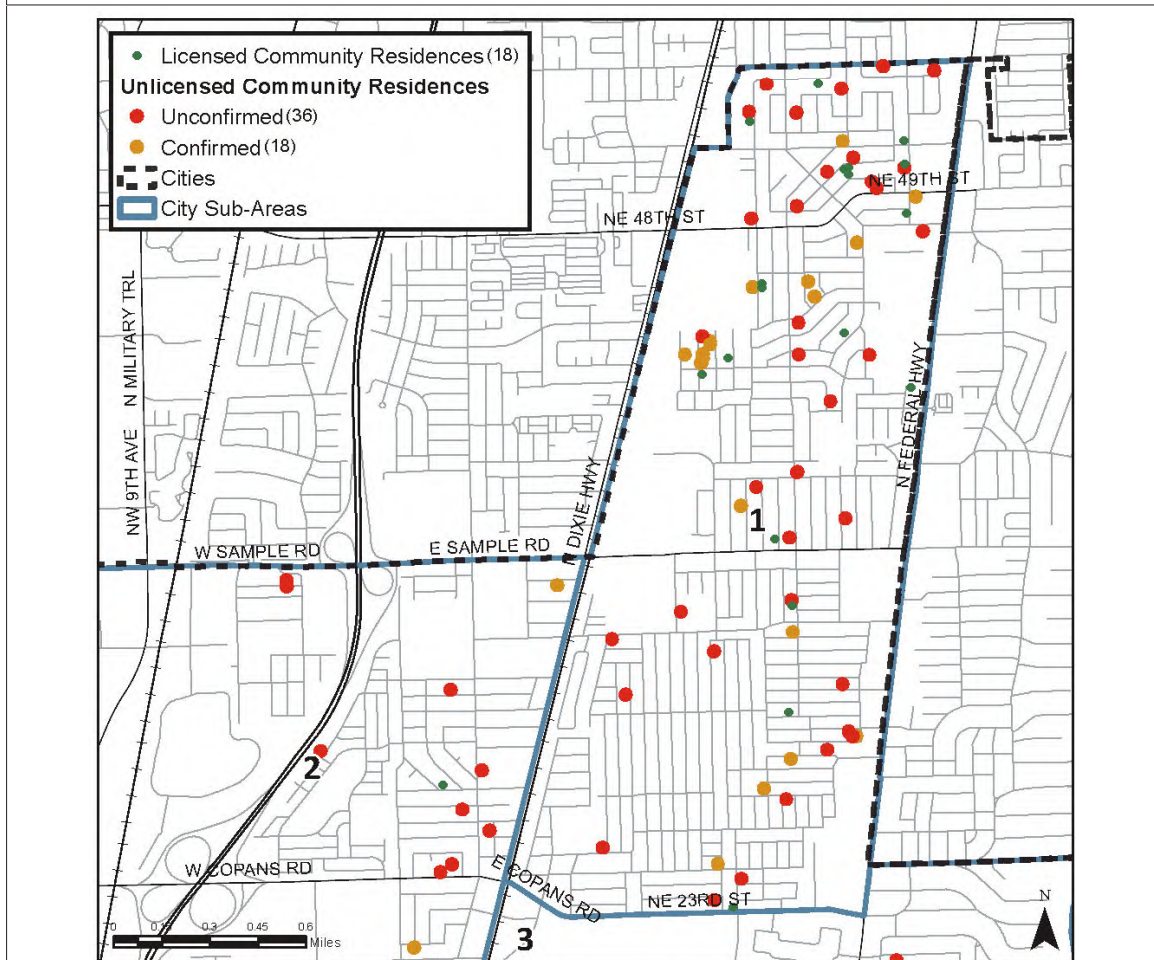 Licensed Community Residences (18)
Unlicensed Community Residences
Unconfirmed (36)
Confirmed (18)
Cities
City Sub-Areas
NE 49TH ST
NE 48TH ST
N MILITARY TRL
NW 9TH AVE
N FEDERAL HWY
N DIXIE HWY
1
W SAMPLE RD
E SAMPLE RD
2
W COPANS RD
E COPANS RD
NE 23RD ST
N
0 0.15 0.3 0.45 0.6
Miles
3